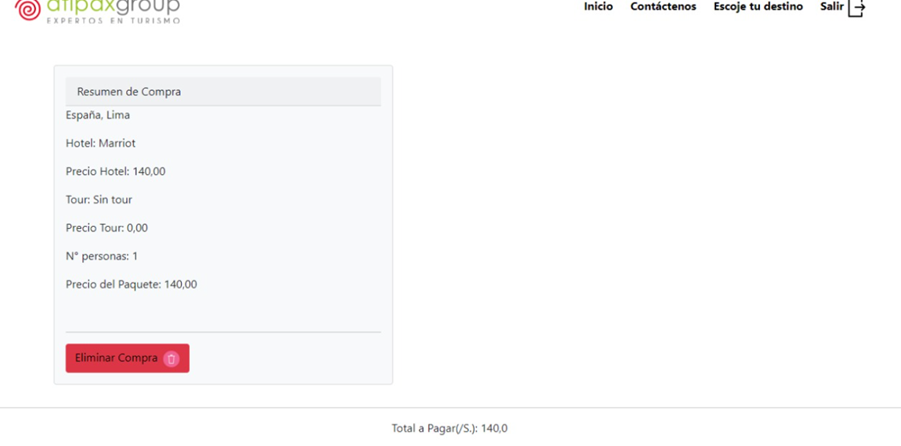 atipaxgroup
EXPERTOS EN TURISMO
Inicio Contáctenos Escoje tu destino Salir
Resumen de Compra
España, Lima
Hotel: Marriot
Precio Hotel: 140,00
Tour: Sin tour
Precio Tour: 0,00
N° personas: 1
Precio del Paquete: 140,00
Eliminar Compra
Total a Pagar(/S.): 140,0